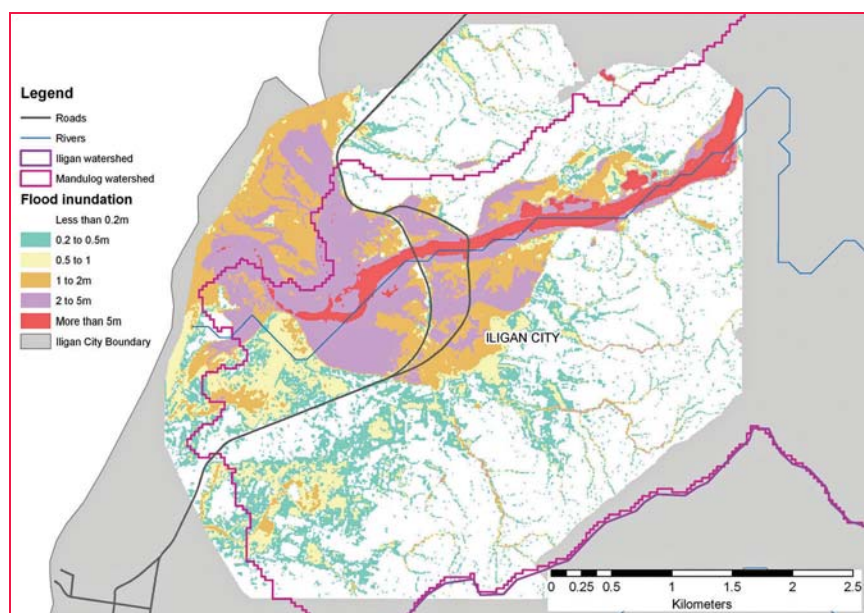 Legend
Roads
Rivers
Iligan watershed
Mandulog watershed
Flood inundation
Less than 0.2m
0.2 to 0.5m
0.5 to 1
1 to 2m
2 to 5m
More than 5m
Iligan City Boundary
ILIGAN CITY
0 0.25 0.5 1 1.5 2 2.5
Kilometers